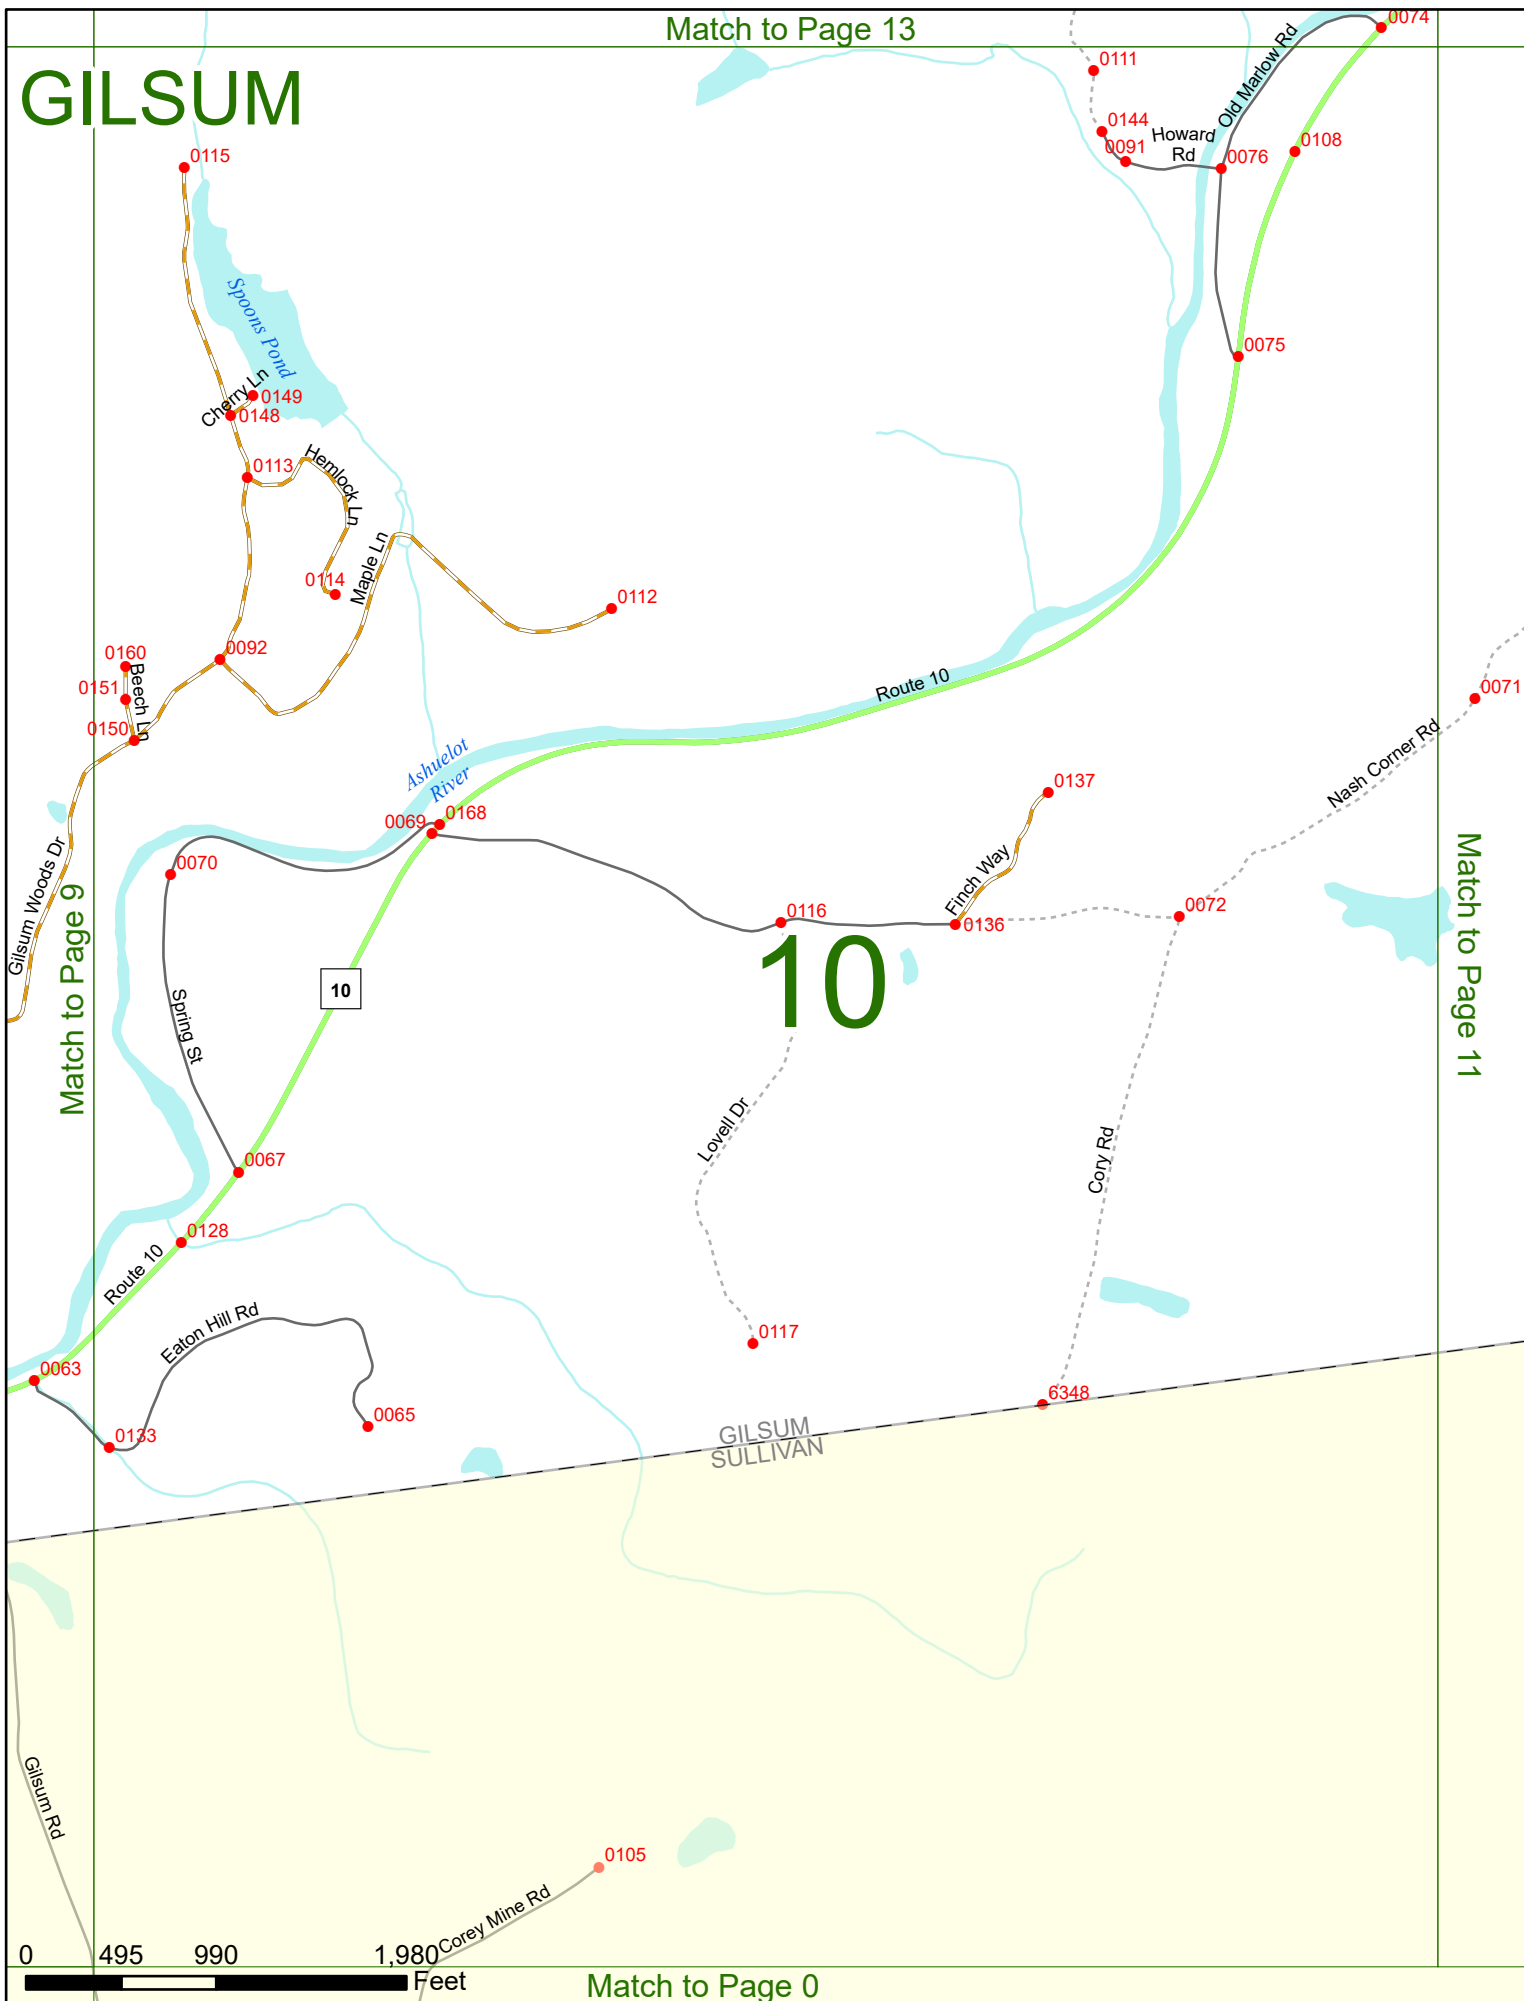 Match to Page 13
0074
GILSUM
0111
Old Marlow Rd
0144
Howard
Rd
0091
0076
0108
0115
Spoons Pond
0075
Cherry Ln
0149
0148
Hemlock Ln
0113
Maple Ln
0114
0112
0092
0160
Beech Ln
0151
0150
Route 10
0071
Nash Corner Rd
Ashuelot
River
0137
0168
0069
0070
Gilsum Woods Dr
Match to Page 9
Finch Way
0116
0136
0072
Match to Page 11
10
10
Spring St
Lovell Dr
Cory Rd
0067
0128
Route 10
Eaton Hill Rd
0117
0063
0065
0133
6348
GILSUM
SULLIVAN
Gilsum Rd
0105
Corey Mine Rd
0 495 990 1,980
Feet
Match to Page 0